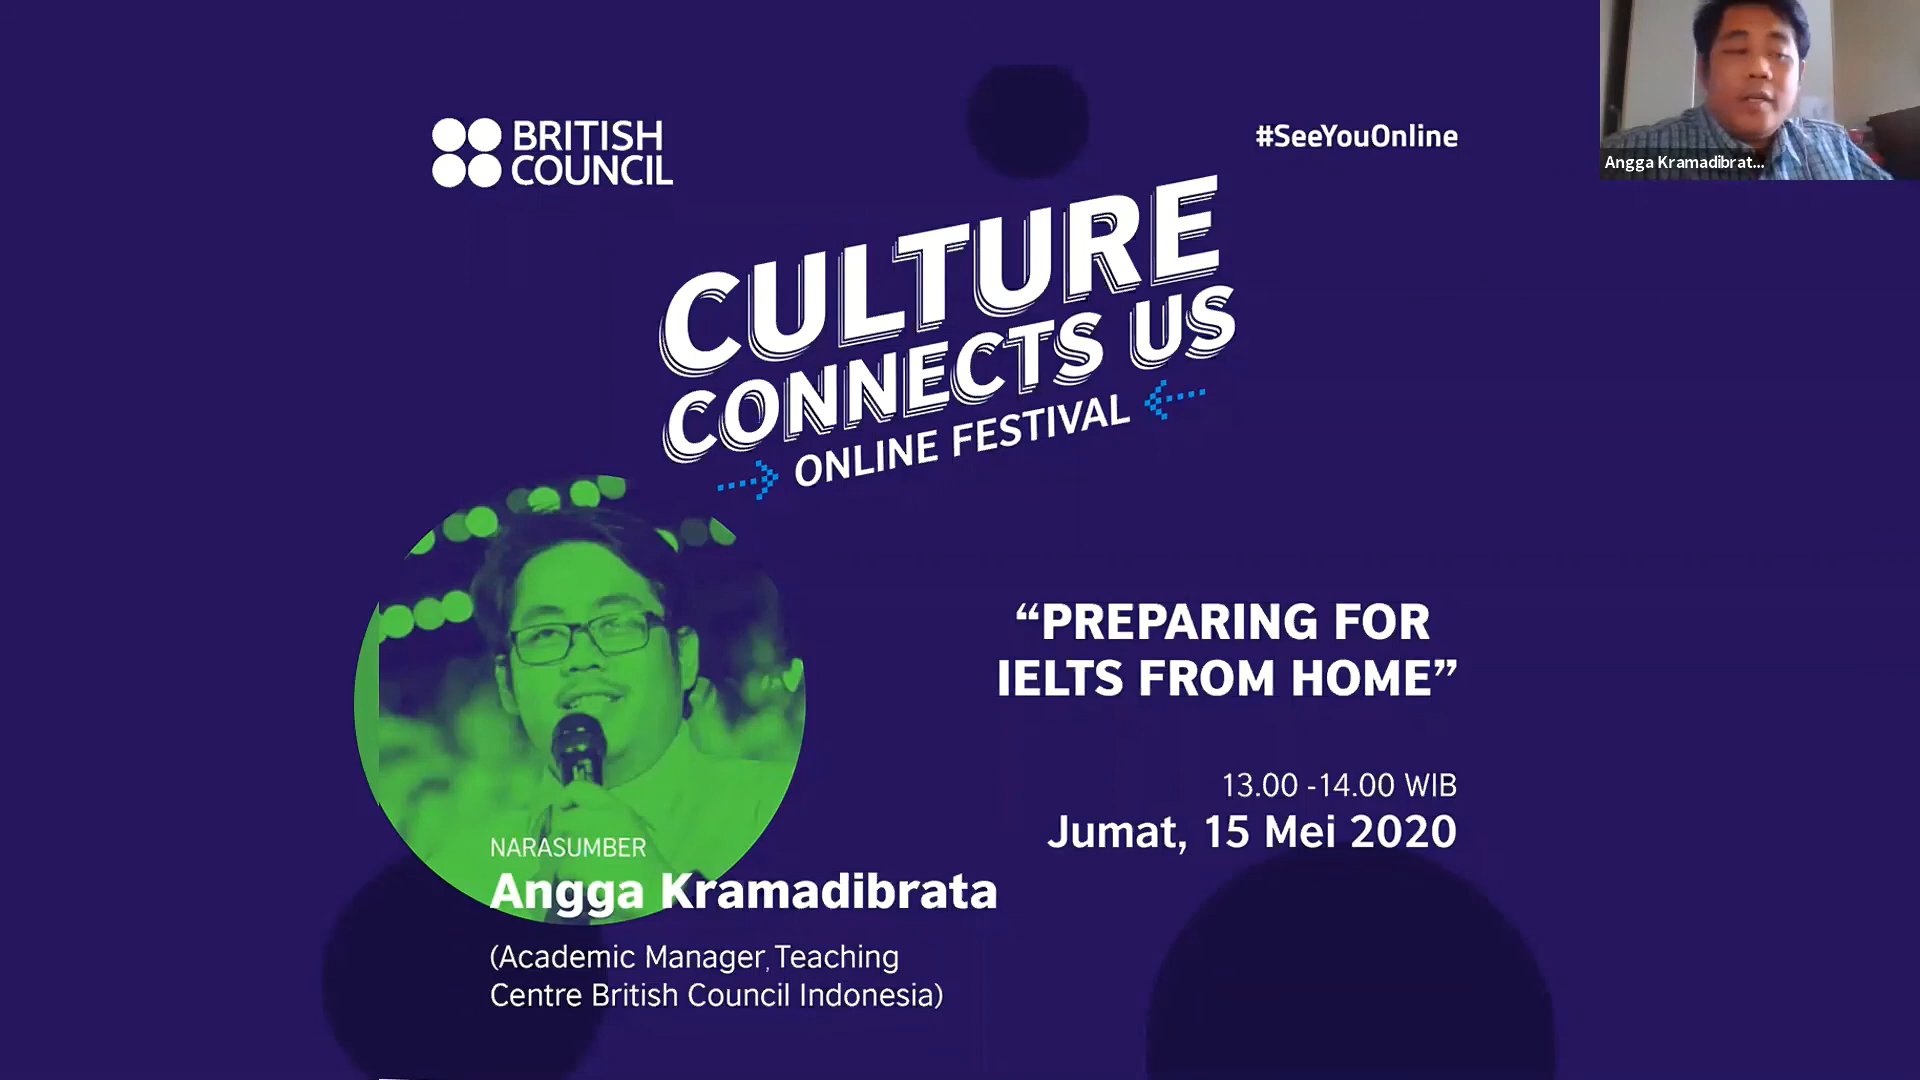 BRITISH
COUNCIL
#SeeYouOnline
Angga Kramadibrat...
CULTURE
CONNECTS US
ONLINE FESTIVAL
“PREPARING FOR
IELTS FROM HOME”
13.00 -14.00 WIB
Jumat, 15 Mei 2020
NARASUMBER
Angga Kramadibrata
(Academic Manager, Teaching
Centre British Council Indonesia)